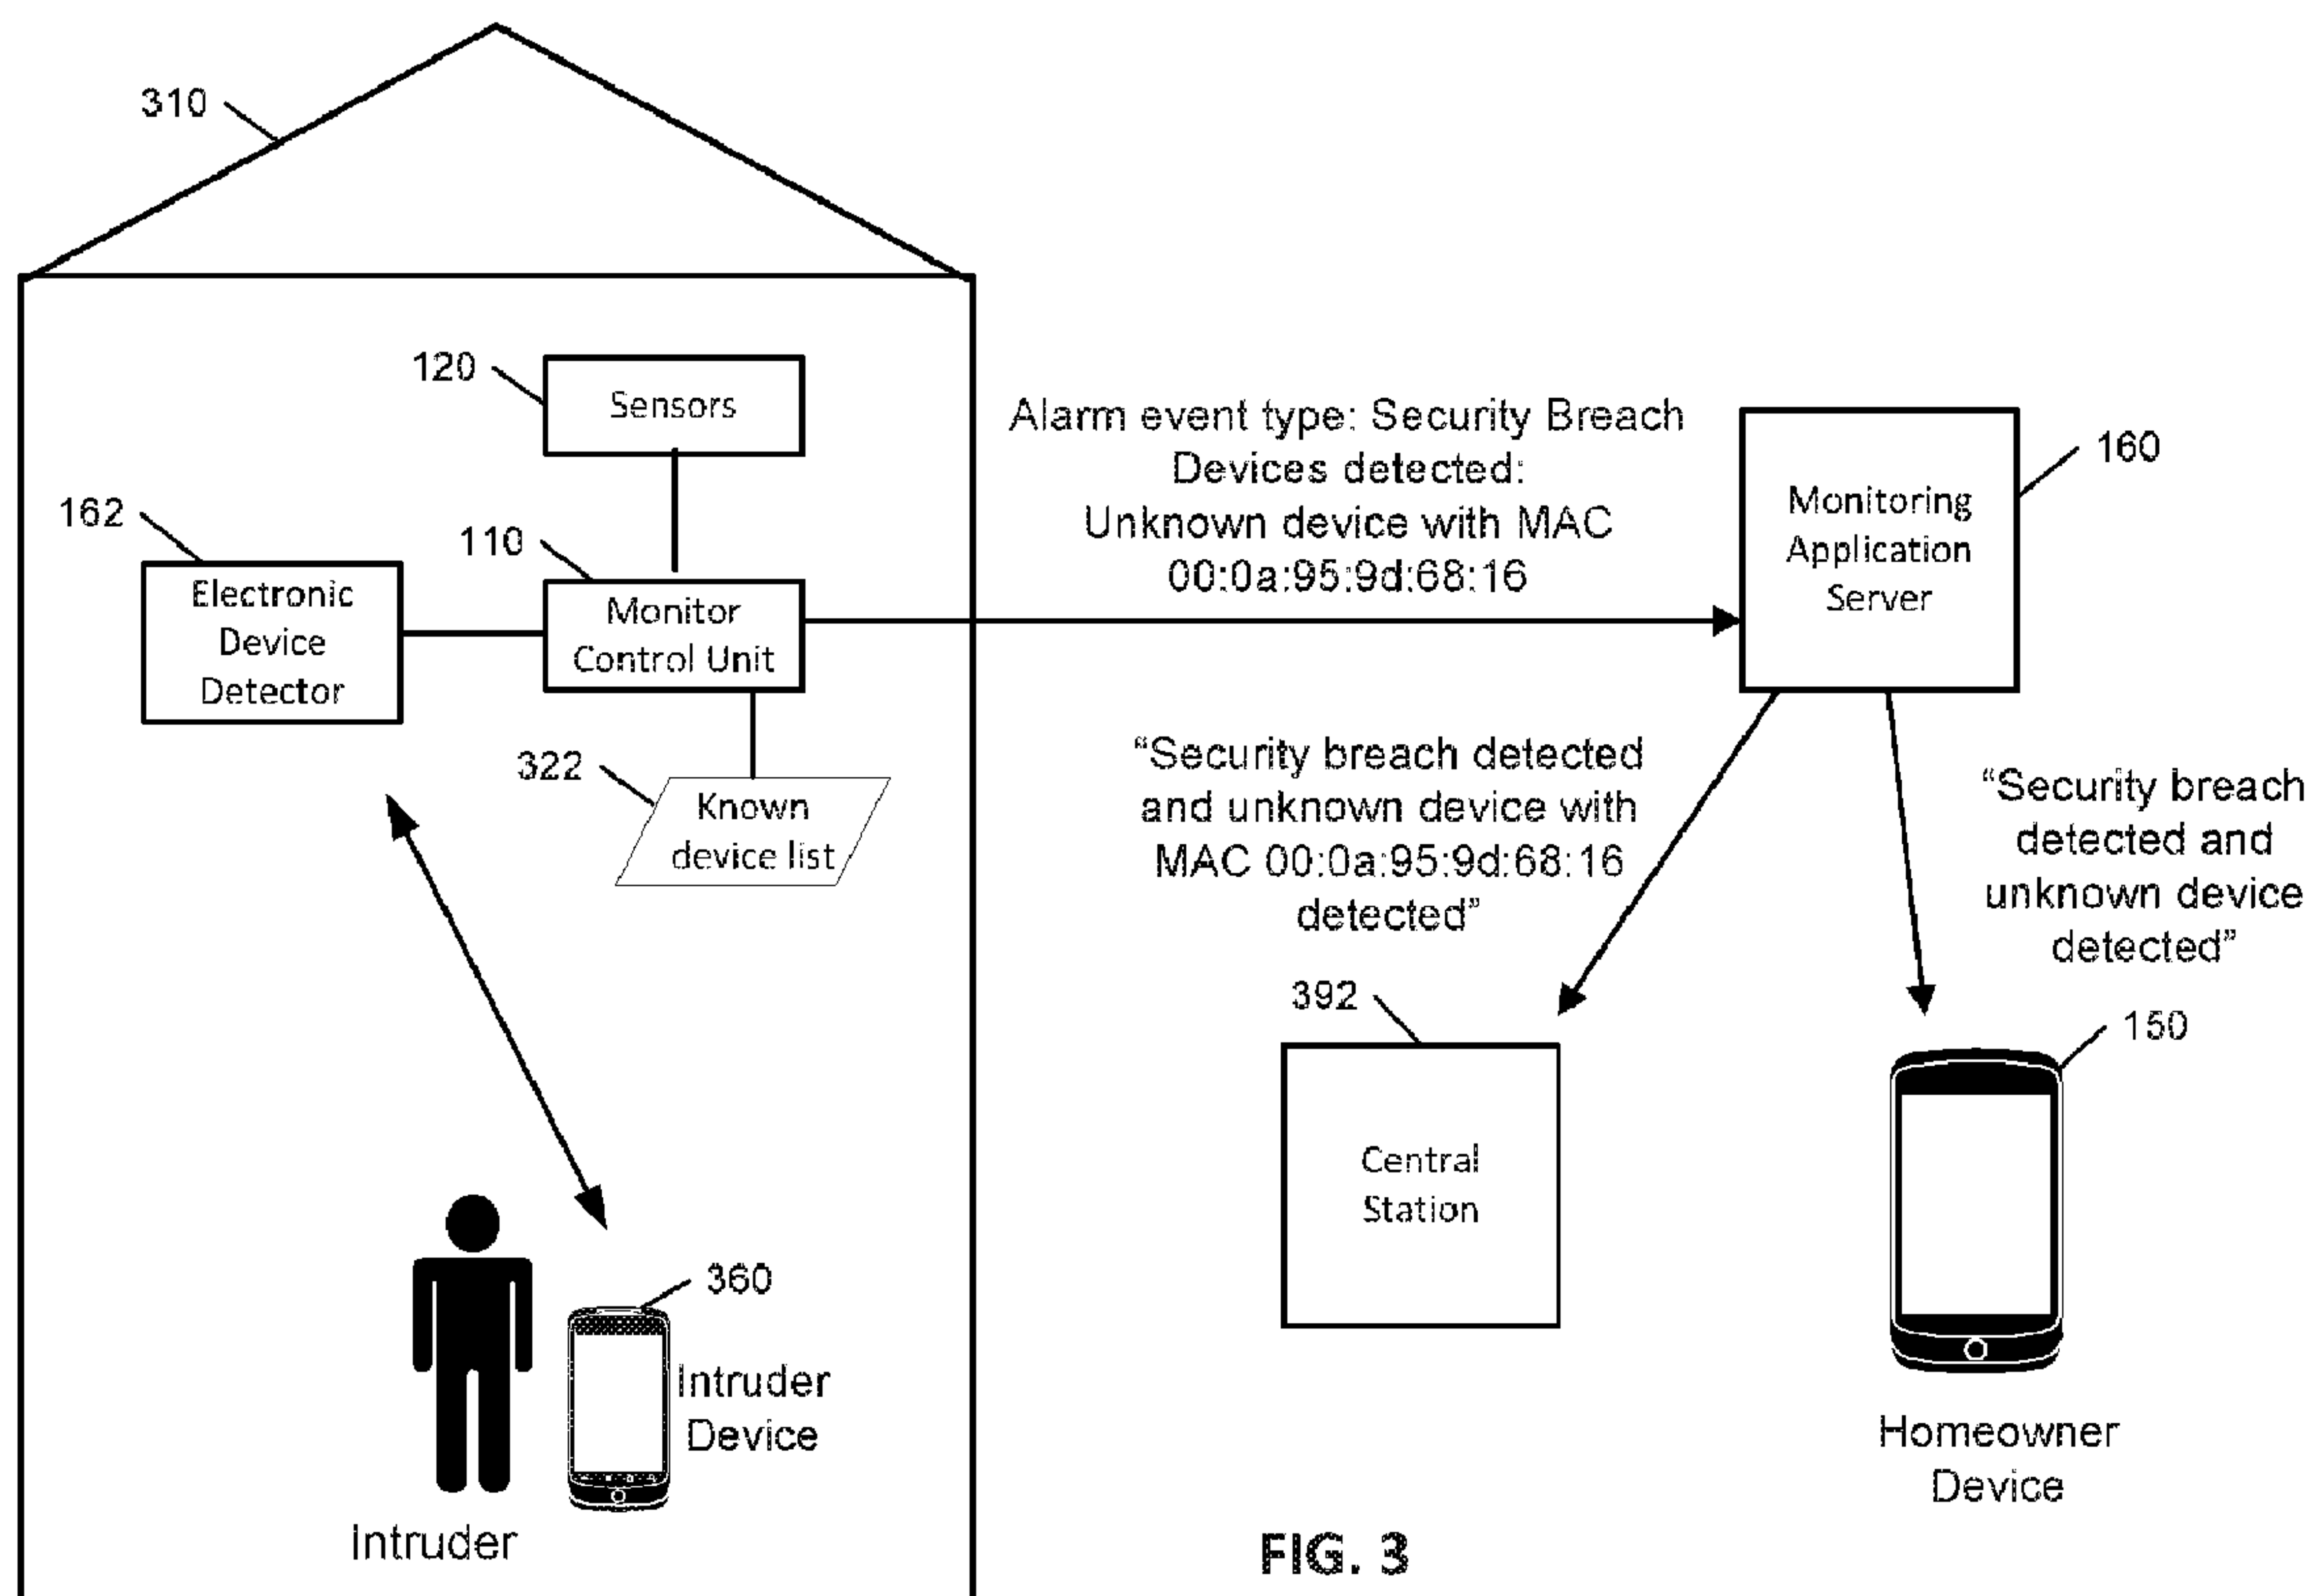 310
120
Sensors
162
Electronic
Device
Detector
110
Monitor
Control Unit
322
Known
device list
Alarm event type: Security Breach
Devices detected:
Unknown device with MAC
00:0a:95:9d:68:16
160
Monitoring
Application
Server
“Security breach detected
and unknown device with
MAC 00:0a:95:9d:68:16
detected”
“Security breach
detected and
unknown device
detected”
392
Central
Station
150
Homeowner
Device
360
Intruder
Device
Intruder
FIG. 3